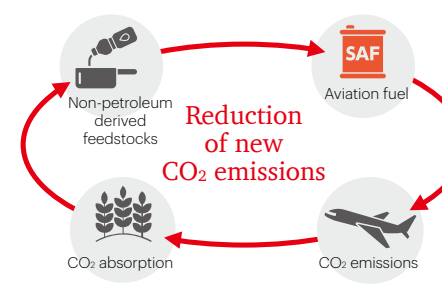 SAF
Non-petroleum
derived
feedstocks
Aviation fuel
Reduction
of new
CO₂ emissions
CO₂ absorption
CO₂ emissions